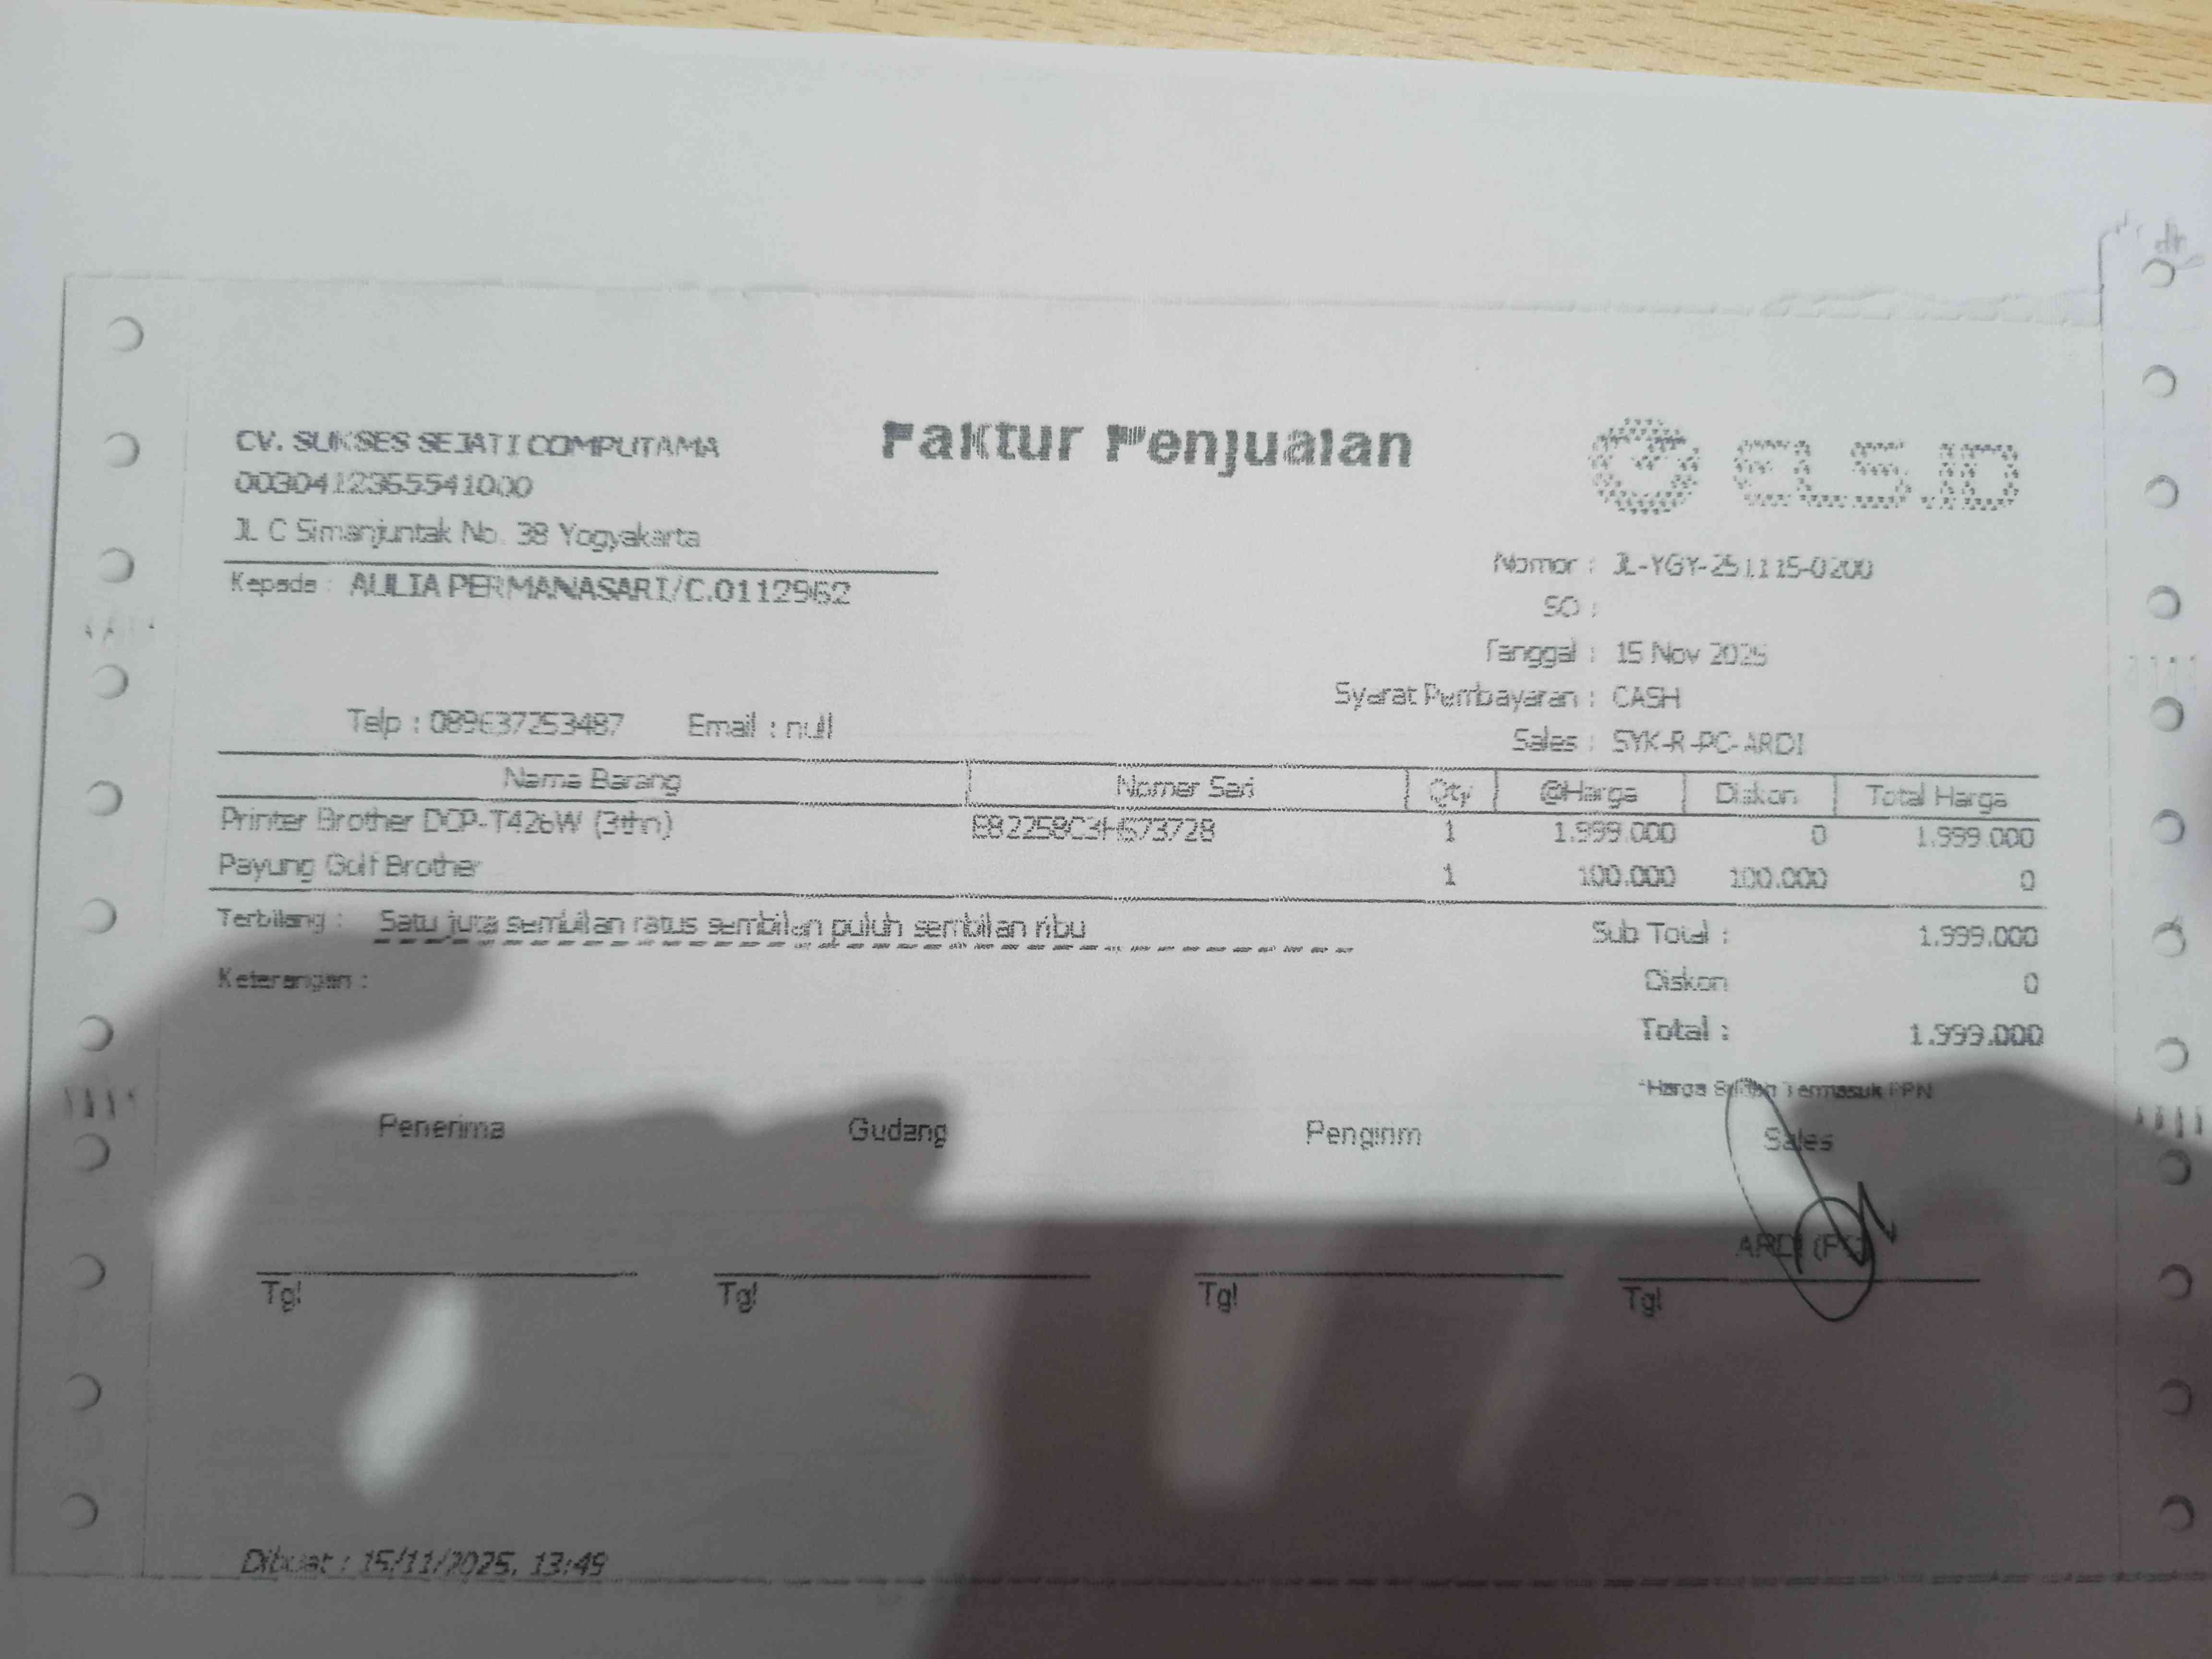 CV. SUKSES SEJATI COMPUTAMA
Faktur Penjualan
eLS.ID
0030412365541000
JL C Simanjuntak No. 38 Yogyakarta
Kepada : AULIA PERMANASARI/C.0112962
Nomor : JL-YGY-251115-0200
SO :
Tanggal : 15 Nov 2025
Syarat Pembayaran : CASH
Telp : 089637253487 Email : null
Sales : SYK-R-PC-ARDI
Nama Barang Nomer Seri Qty @Harga Diskon Total Harga
Printer Brother DCP-T426W (3thn) 1 1.999.000 0 1.999.000
Payung Golf Brother 1 100.000 100.000 0
Terbilang : Satu juta sembilan ratus sembilan puluh sembilan ribu
Sub Total : 1.999.000
Keterangan :
Diskon 0
Total : 1.999.000
*Harga Sudah Termasuk PPN
Penerima Gudang Pengirim Sales
ARDI
Tgl Tgl Tgl Tgl
Dibuat : 15/11/2025, 13:49